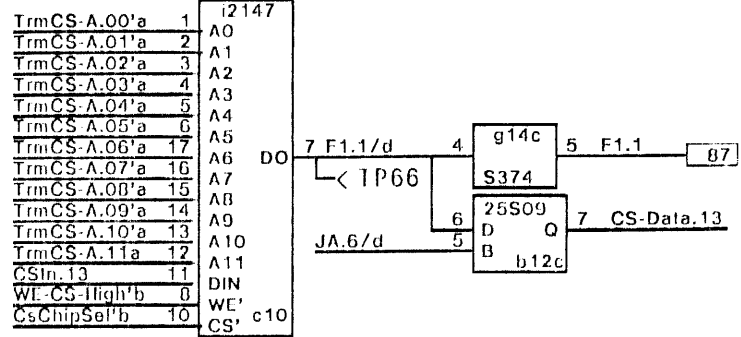 i2147
TrmCS-A.00'a 1 A0
TrmCS-A.01'a 2 A1
TrmCS-A.02'a 3 A2
TrmCS-A.03'a 4 A3
TrmCS-A.04'a 5 A4
TrmCS-A.05'a 6 A5
TrmCS-A.06'a 17 A6
TrmCS-A.07'a 16 A7
TrmCS-A.08'a 15 A8
TrmCS-A.09'a 14 A9
TrmCS-A.10'a 13 A10
TrmCS-A.11a 12 A11
CSIn.13 11 DIN
WE-CS-High'b 8 WE'
CsChipSel'b 10 CS' c10
DO 7 F1.1/d
< TP66
4 g14c 5 F1.1 87
S374
25S09
6 D Q 7 CS-Data.13
JA.6/d 5 B
b12c